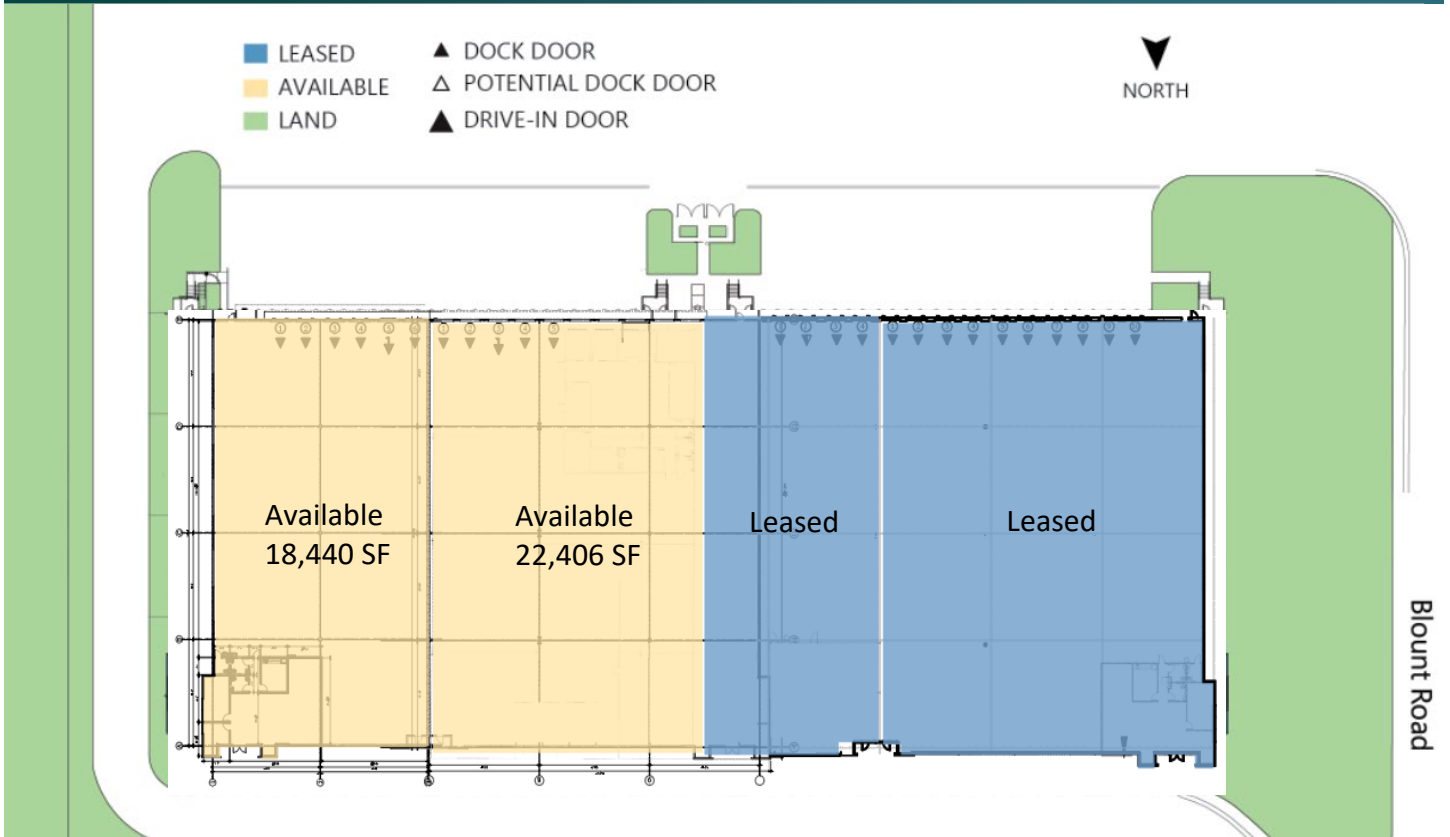 LEASED
AVAILABLE
LAND
DOCK DOOR
POTENTIAL DOCK DOOR
DRIVE-IN DOOR
NORTH
Available
18,440 SF
Available
22,406 SF
Leased
Leased
Blount Road